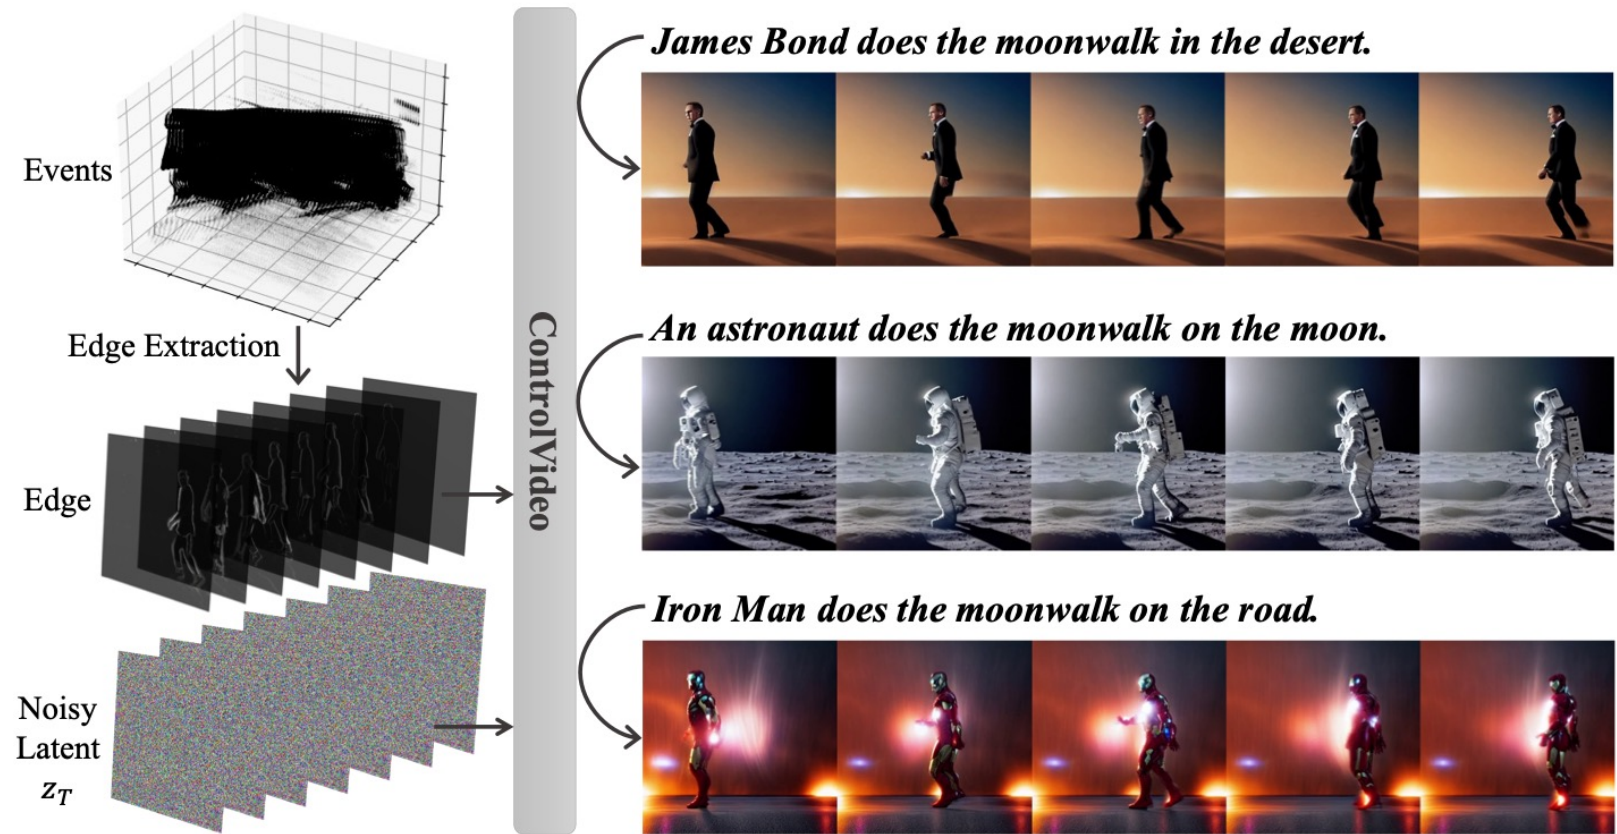 Events
Edge Extraction
Edge
Noisy
Latent
z_T
ControlVideo
James Bond does the moonwalk in the desert.
An astronaut does the moonwalk on the moon.
Iron Man does the moonwalk on the road.